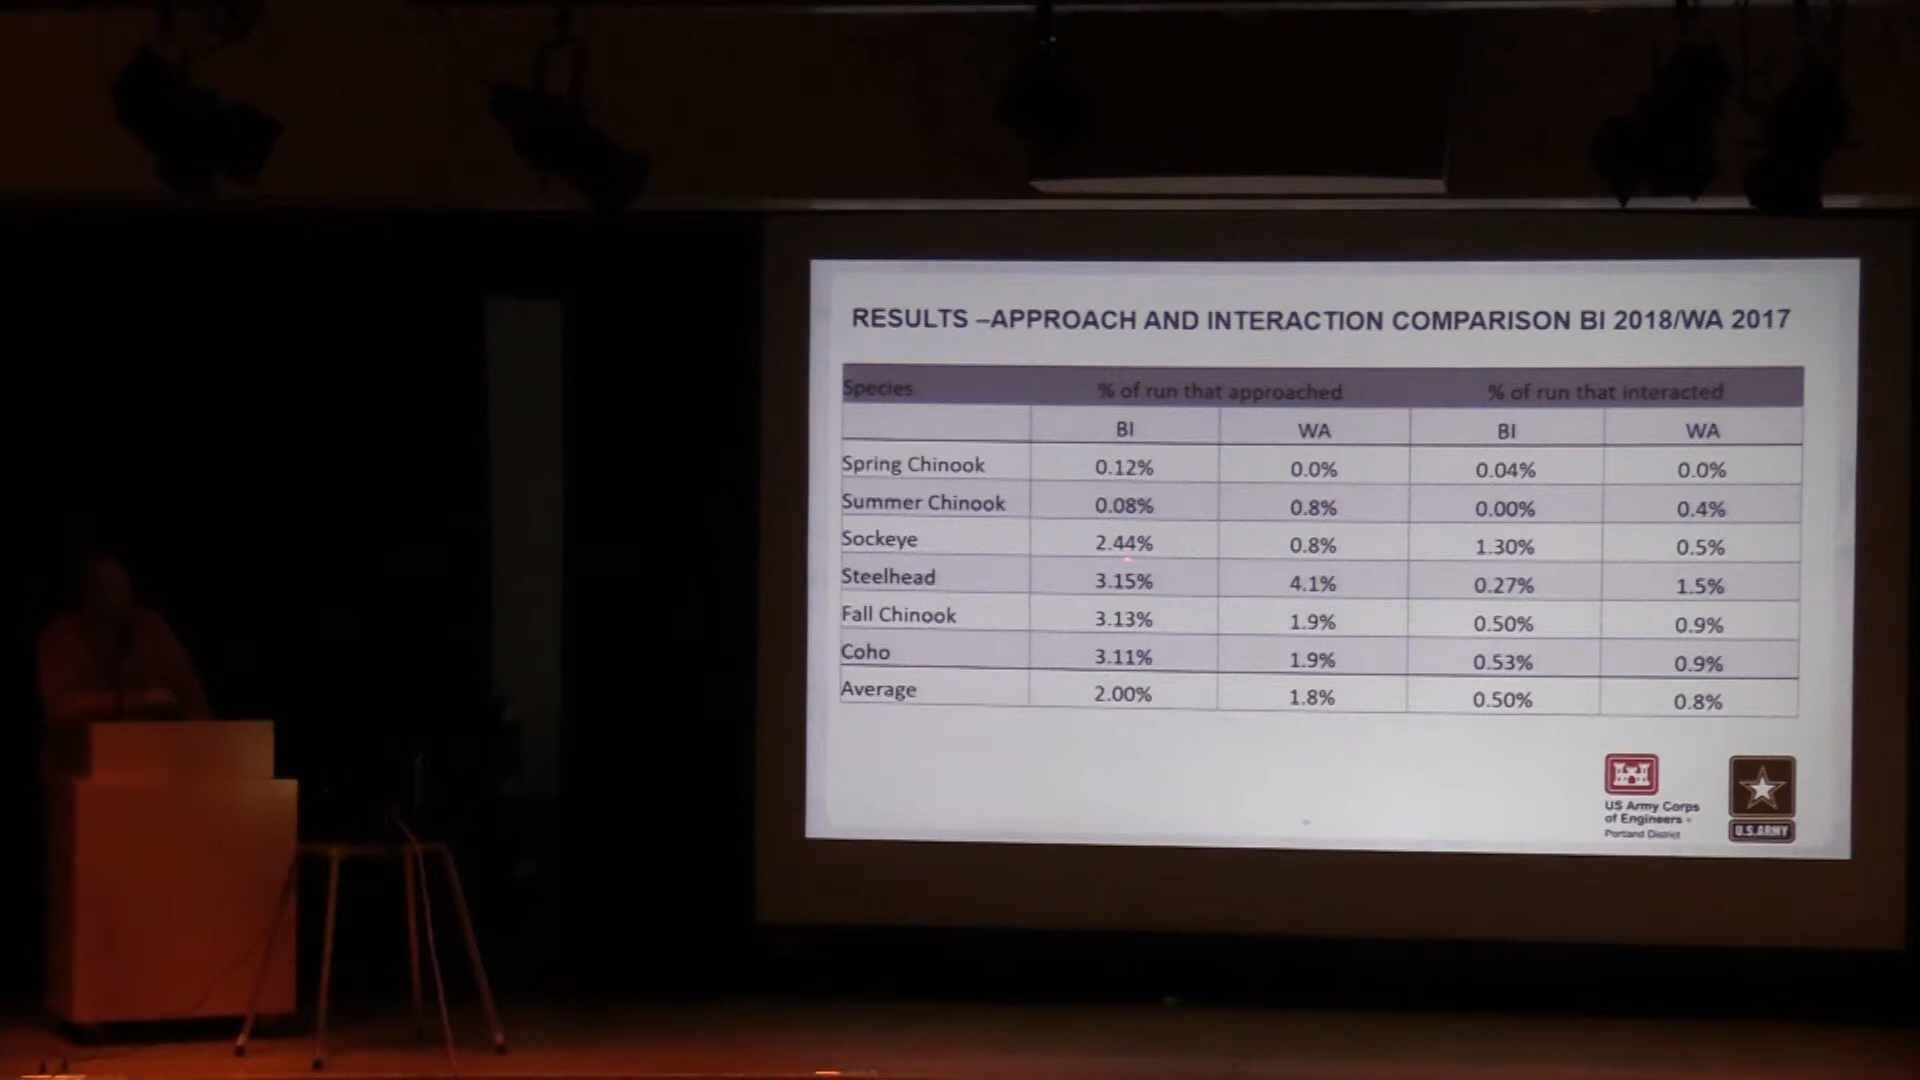 RESULTS –APPROACH AND INTERACTION COMPARISON BI 2018/WA 2017
Species % of run that approached % of run that interacted
BI WA BI WA
Spring Chinook 0.12% 0.0% 0.04% 0.0%
Summer Chinook 0.08% 0.8% 0.00% 0.4%
Sockeye 2.44% 0.8% 1.30% 0.5%
Steelhead 3.15% 4.1% 0.27% 1.5%
Fall Chinook 3.13% 1.9% 0.50% 0.9%
Coho 3.11% 1.9% 0.53% 0.9%
Average 2.00% 1.8% 0.50% 0.8%
US Army Corps
of Engineers
Portland District
U.S. ARMY